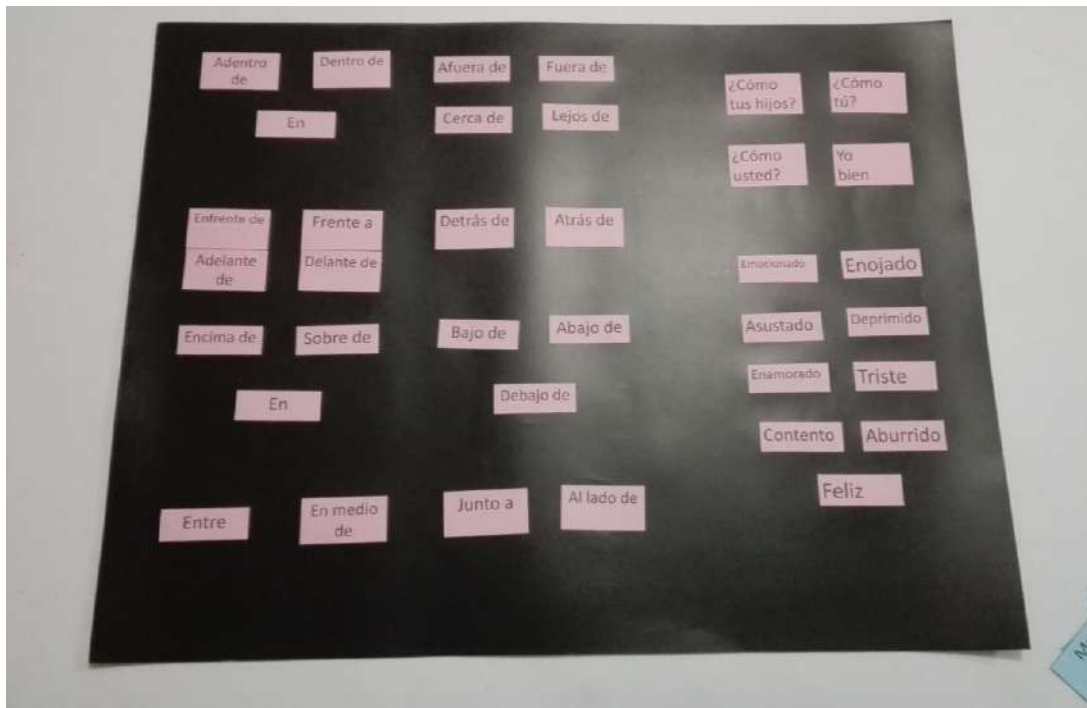 Adentro
de
Dentro de
Afuera de
Fuera de
En
Cerca de
Lejos de
¿Cómo
tus hijos?
¿Cómo
tú?
¿Cómo
usted?
Yo
bien
Enfrente de
Frente a
Detrás de
Atrás de
Adelante
de
Delante de
Encima de
Sobre de
Bajo de
Abajo de
En
Debajo de
Entre
En medio
de
Junto a
Al lado de
Emocionado
Enojado
Asustado
Deprimido
Enamorado
Triste
Contento
Aburrido
Feliz